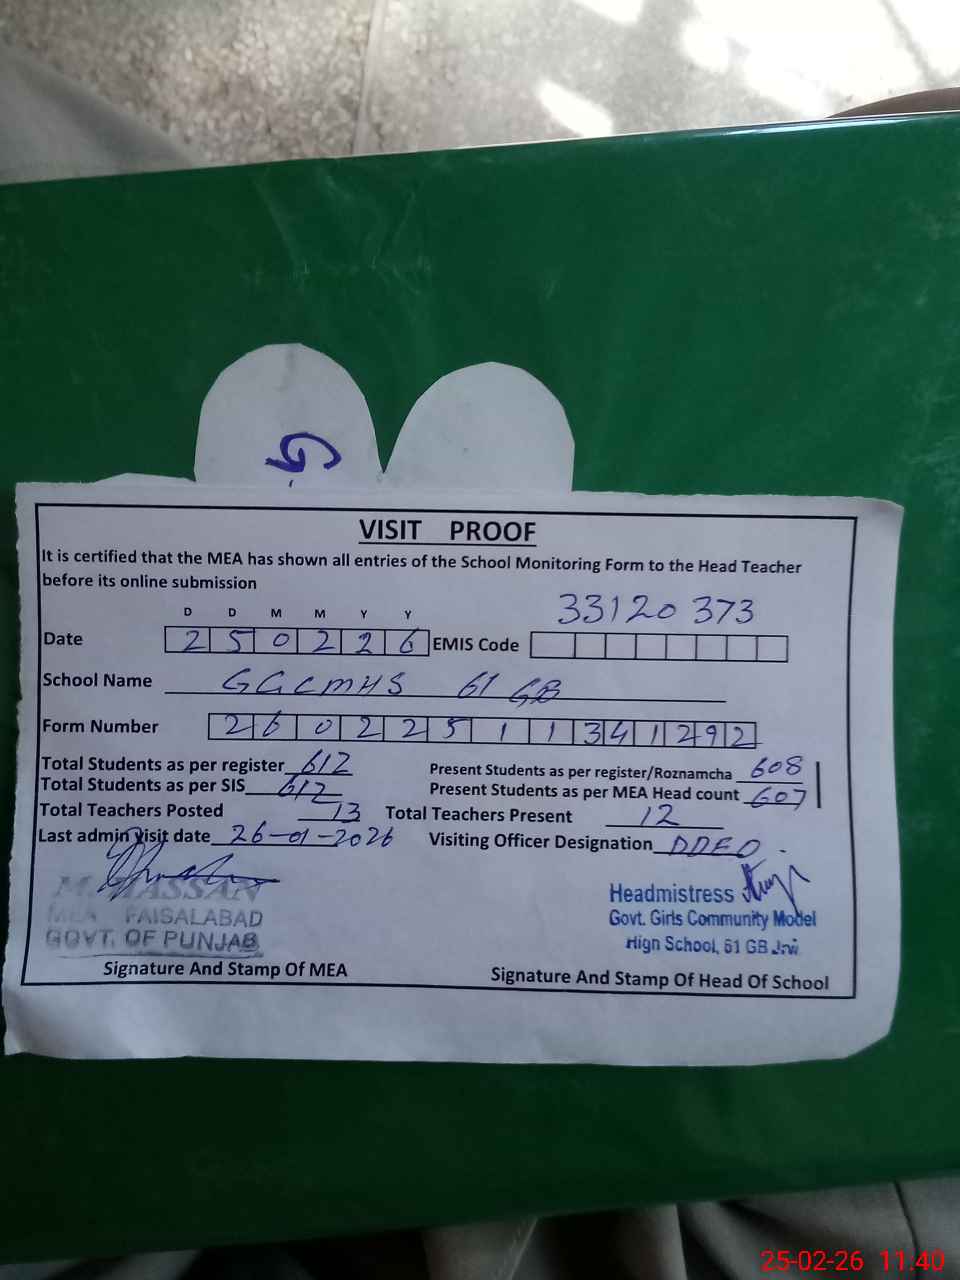 VISIT PROOF
It is certified that the MEA has shown all entries of the School Monitoring Form to the Head Teacher
before its online submission
D D M M Y Y
33120 373
Date 2 5 0 2 2 6 EMIS Code
School Name GGCMHS 61 GB
Form Number 2 6 0 2 2 5 1 1 3 4 1 2 9 2
Total Students as per register 612 Present Students as per register/Roznamcha 608
Total Students as per SIS 612 Present Students as per MEA Head count 607
Total Teachers Posted 13 Total Teachers Present 12
Last admin visit date 26-01-2026 Visiting Officer Designation DDEO
M. HASSAN
MEA FAISALABAD
GOVT. OF PUNJAB
Headmistress
Govt. Girls Community Model
High School, 61 GB
Signature And Stamp Of MEA Signature And Stamp Of Head Of School
25-02-26 11:40